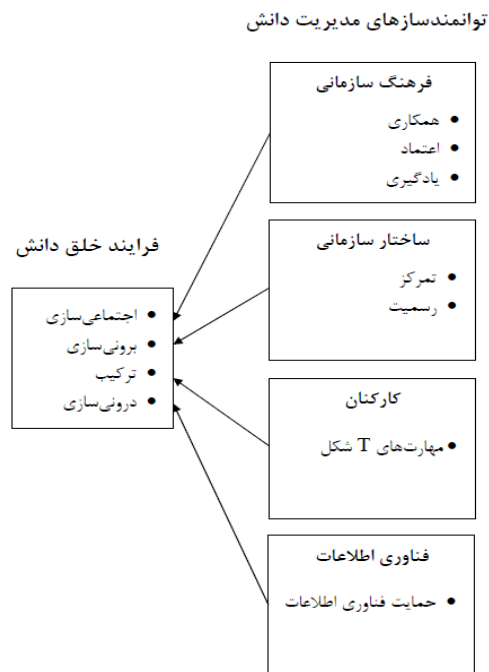 توانمندسازهای مدیریت دانش
فرهنگ سازمانی
• همکاری
• اعتماد
• یادگیری
ساختار سازمانی
• تمرکز
• رسمیت
کارکنان
• مهارت‌های T شکل
فناوری اطلاعات
• حمایت فناوری اطلاعات
فرایند خلق دانش
• اجتماعی‌سازی
• برونی‌سازی
• ترکیب
• درونی‌سازی